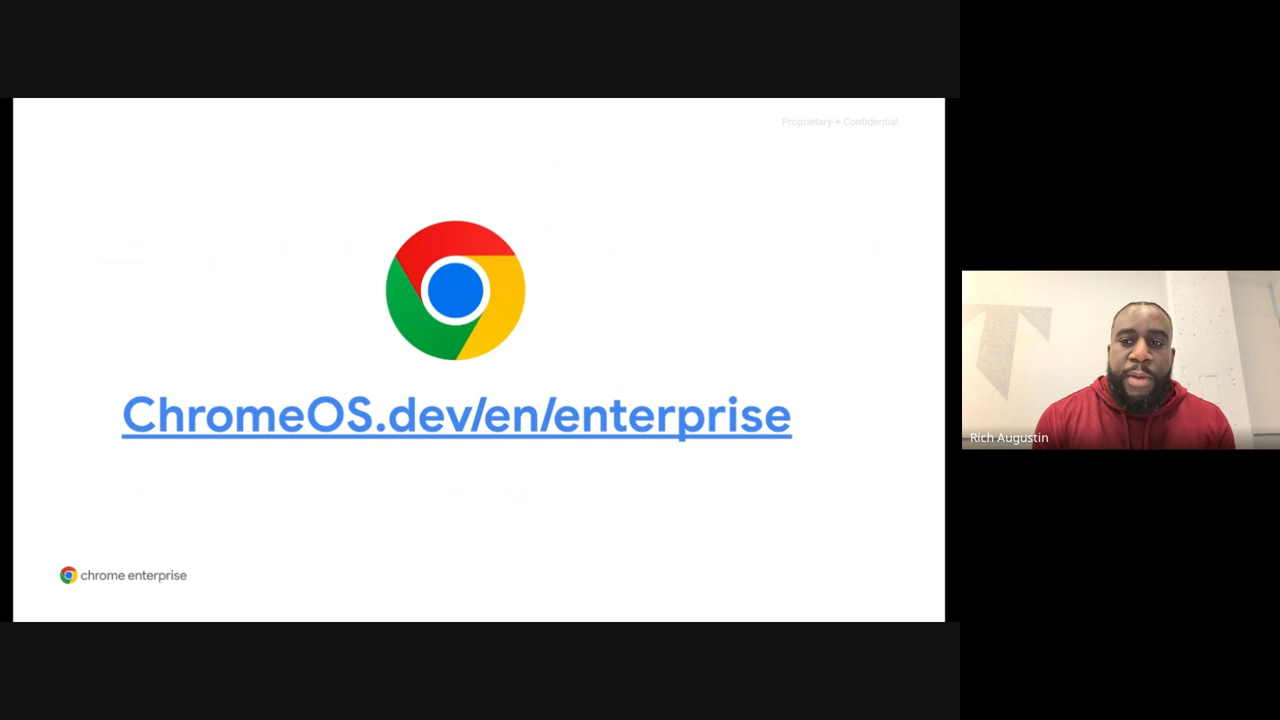 Proprietary + Confidential
ChromeOS.dev/en/enterprise
chrome enterprise
Rich Augustin